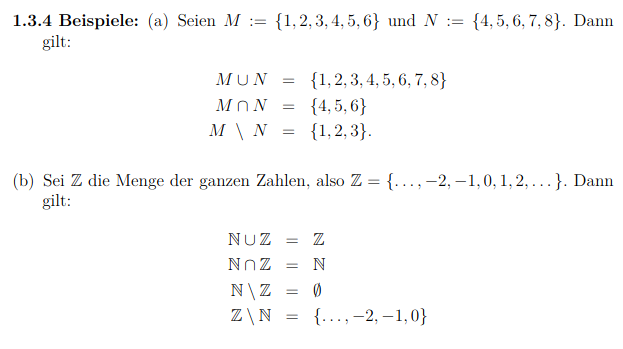 1.3.4 Beispiele: (a) Seien M := {1, 2, 3, 4, 5, 6} und N := {4, 5, 6, 7, 8}. Dann
gilt:
M ∪ N = {1, 2, 3, 4, 5, 6, 7, 8}
M ∩ N = {4, 5, 6}
M \ N = {1, 2, 3}.
(b) Sei ℤ die Menge der ganzen Zahlen, also ℤ = {. . . , −2, −1, 0, 1, 2, . . .}. Dann
gilt:
ℕ ∪ ℤ = ℤ
ℕ ∩ ℤ = ℕ
ℕ \ ℤ = ∅
ℤ \ ℕ = {. . . , −2, −1, 0}